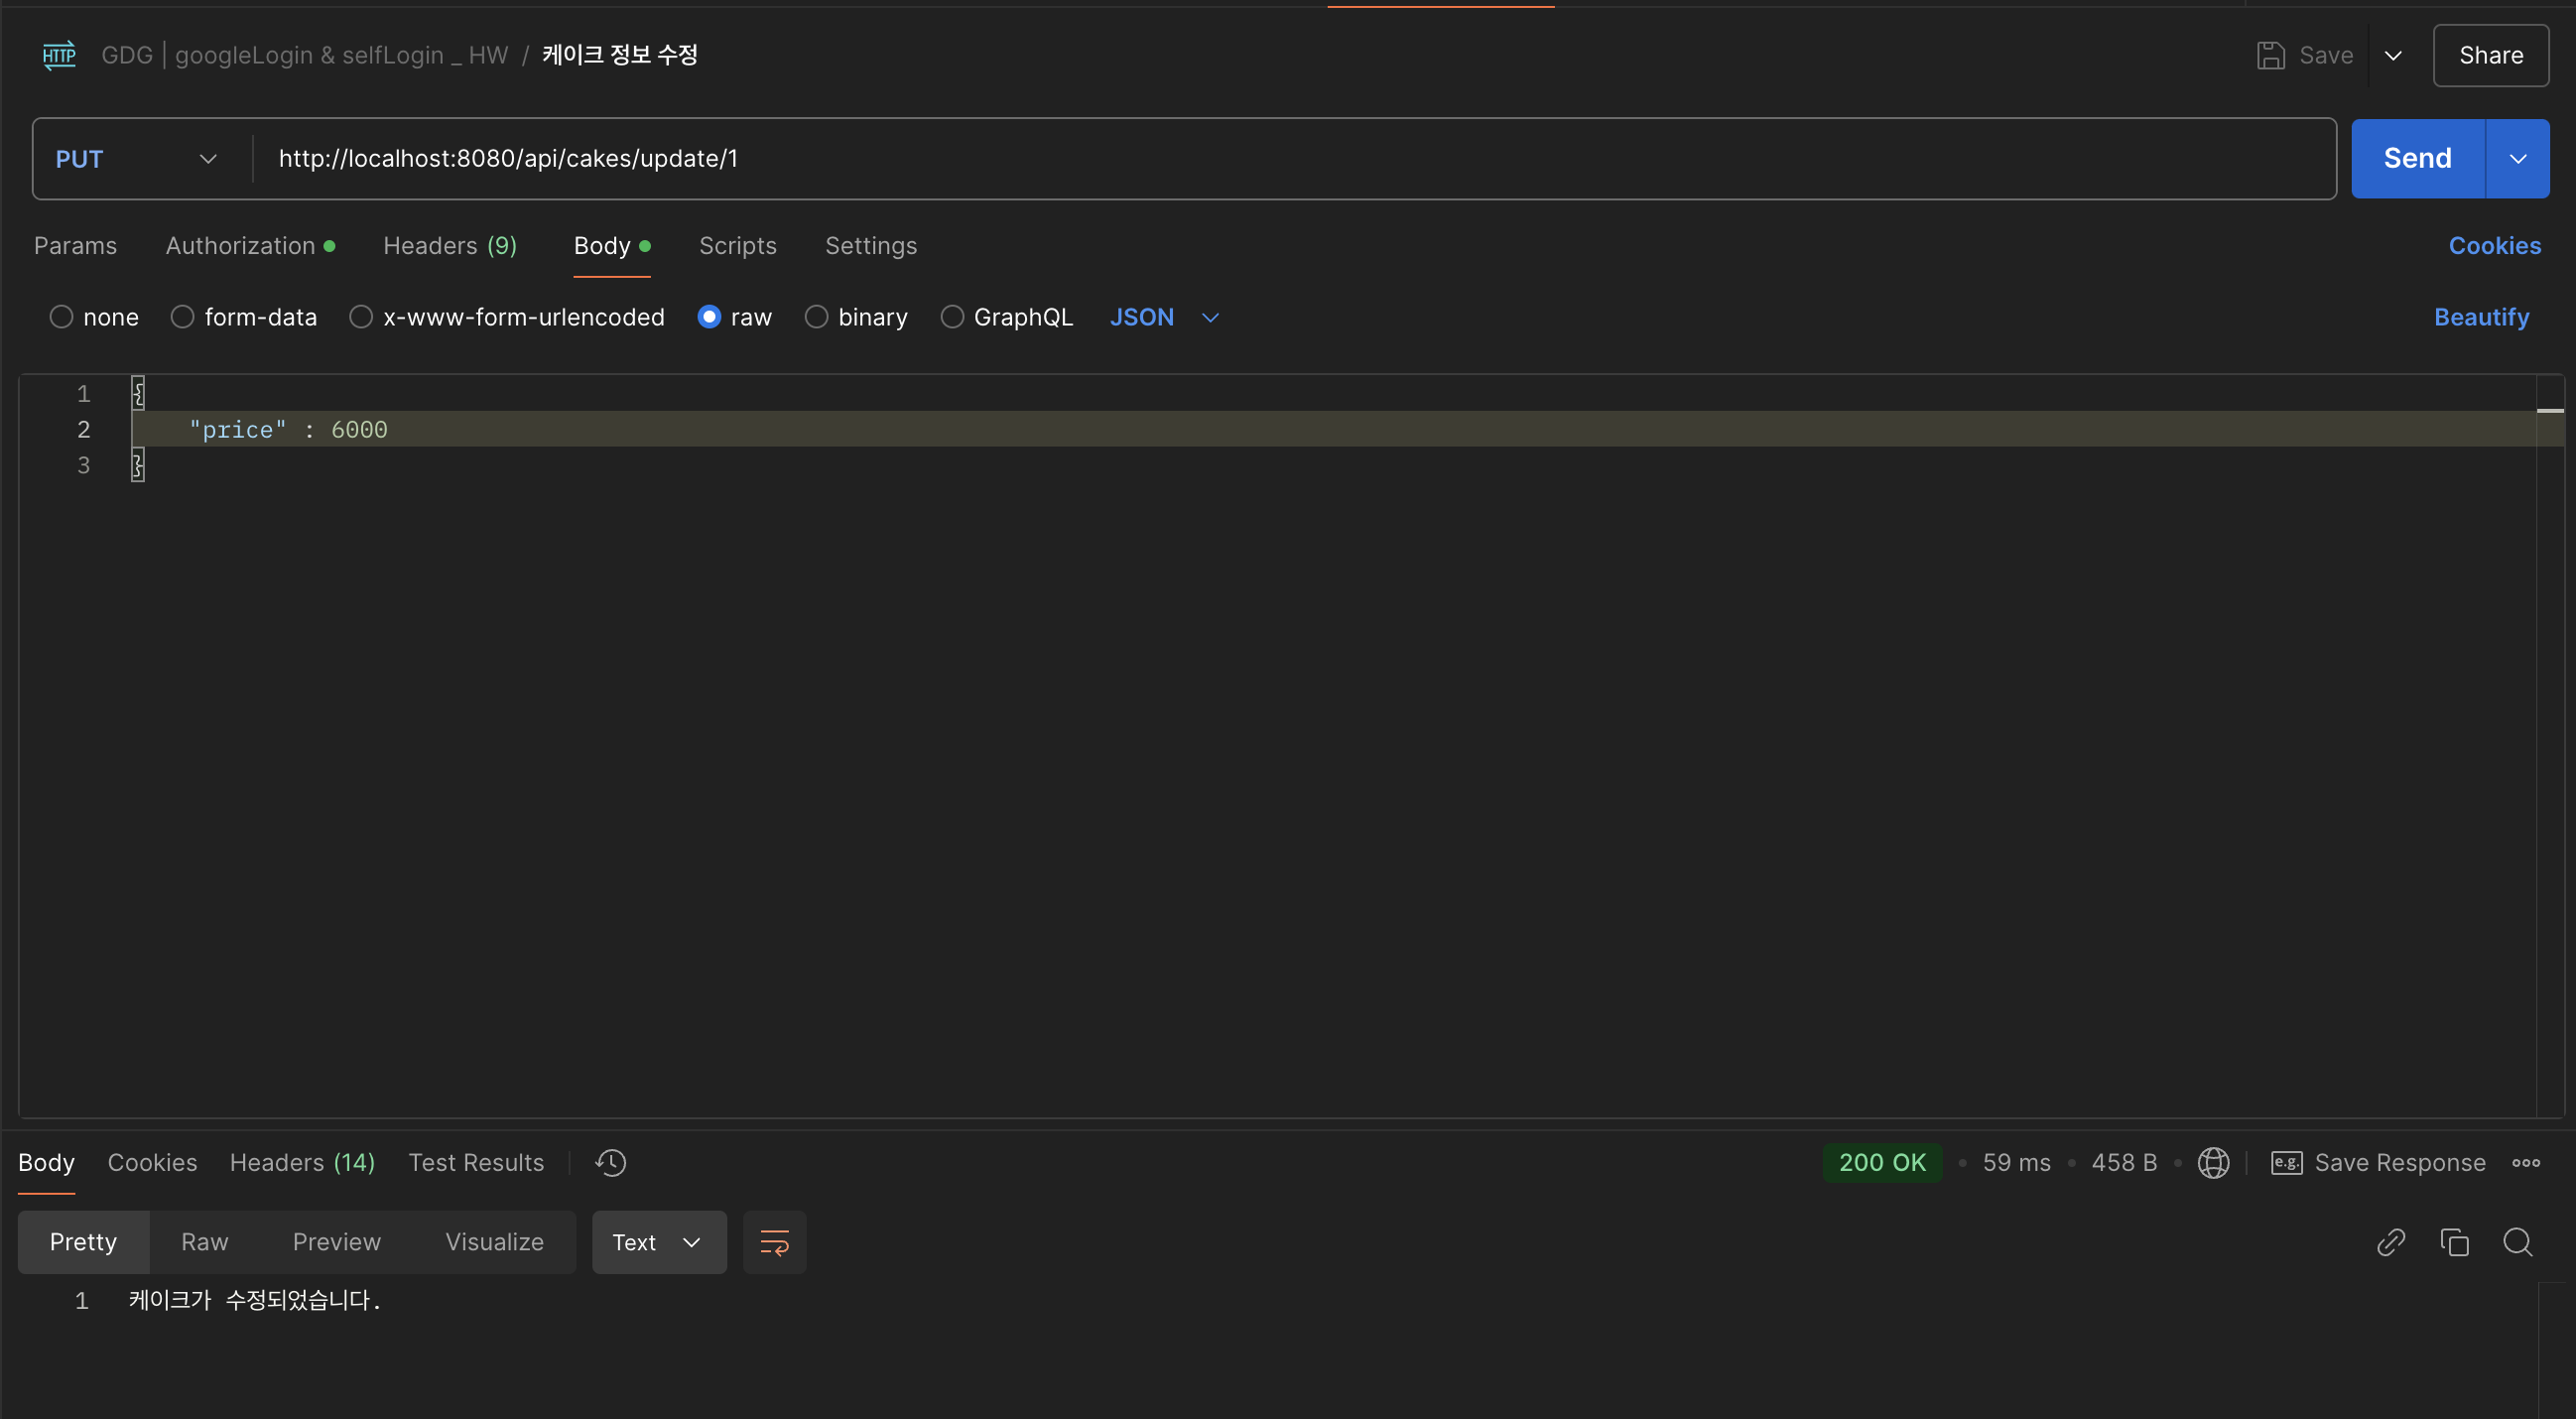 HTTP GDG | googleLogin & selfLogin _ HW / 케이크 정보 수정 Save Share
PUT http://localhost:8080/api/cakes/update/1 Send
Params Authorization Headers (9) Body Scripts Settings Cookies
none form-data x-www-form-urlencoded raw binary GraphQL JSON Beautify
1 {
2 "price" : 6000
3 }
Body Cookies Headers (14) Test Results 200 OK • 59 ms • 458 B • e.g. Save Response
Pretty Raw Preview Visualize Text
1 케이크가 수정되었습니다.